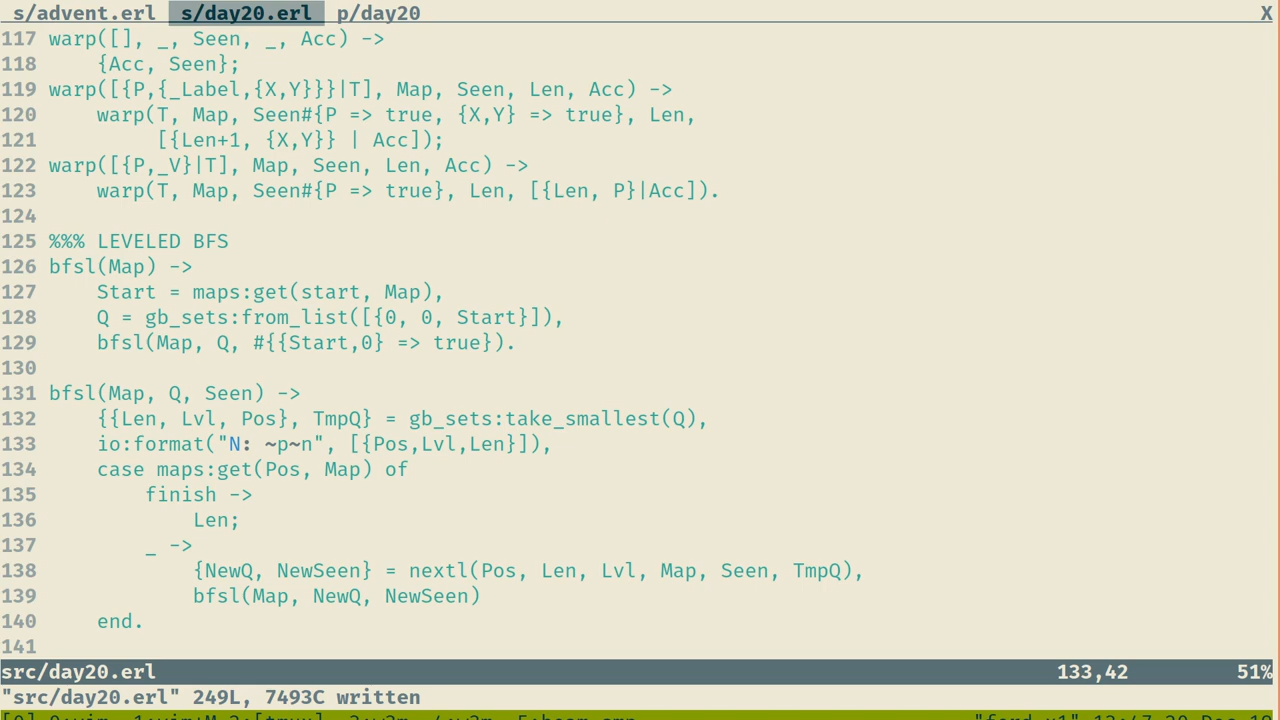 s/advent.erl s/day20.erl p/day20 X
117 warp([], _, Seen, _, Acc) ->
118     {Acc, Seen};
119 warp([{P,{_Label,{X,Y}}}|T], Map, Seen, Len, Acc) ->
120     warp(T, Map, Seen#{P => true, {X,Y} => true}, Len,
121          [{Len+1, {X,Y}} | Acc]);
122 warp([{P,_V}|T], Map, Seen, Len, Acc) ->
123     warp(T, Map, Seen#{P => true}, Len, [{Len, P}|Acc]).
124
125 %%% LEVELED BFS
126 bfsl(Map) ->
127     Start = maps:get(start, Map),
128     Q = gb_sets:from_list([{0, 0, Start}]),
129     bfsl(Map, Q, #{{Start,0} => true}).
130
131 bfsl(Map, Q, Seen) ->
132     {{Len, Lvl, Pos}, TmpQ} = gb_sets:take_smallest(Q),
133     io:format("N: ~p~n", [{Pos,Lvl,Len}]),
134     case maps:get(Pos, Map) of
135         finish ->
136             Len;
137         _ ->
138             {NewQ, NewSeen} = nextl(Pos, Len, Lvl, Map, Seen, TmpQ),
139             bfsl(Map, NewQ, NewSeen)
140     end.
141
src/day20.erl 133,42 51%
"src/day20.erl" 249L, 7493C written